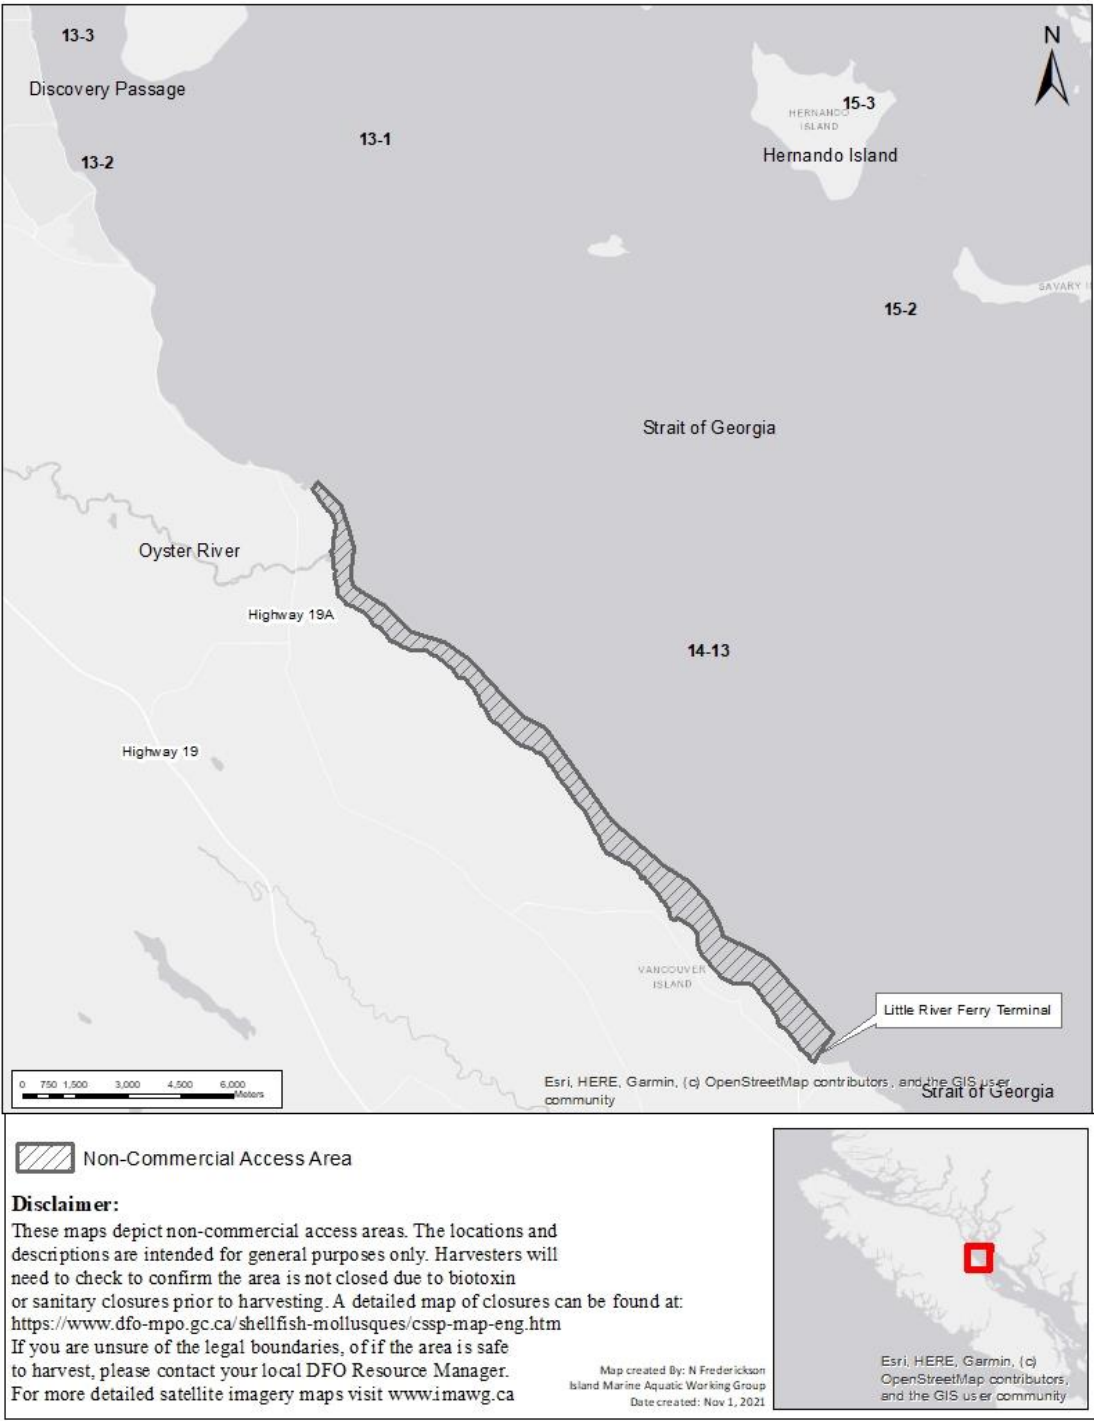 13-3
N
Discovery Passage
15-3
HERNANDO
ISLAND
13-1
Hernando Island
13-2
SAVARY I
15-2
Strait of Georgia
Oyster River
Highway 19A
14-13
Highway 19
VANCOUVER
ISLAND
Little River Ferry Terminal
0 750 1,500 3,000 4,500 6,000
Meters
Esri, HERE, Garmin, (c) OpenStreetMap contributors, and the GIS user
community
Strait of Georgia
Non-Commercial Access Area
Disclaimer:
These maps depict non-commercial access areas. The locations and
descriptions are intended for general purposes only. Harvesters will
need to check to confirm the area is not closed due to biotoxin
or sanitary closures prior to harvesting. A detailed map of closures can be found at:
https://www.dfo-mpo.gc.ca/shellfish-mollusques/cssp-map-eng.htm
If you are unsure of the legal boundaries, of if the area is safe
to harvest, please contact your local DFO Resource Manager.
For more detailed satellite imagery maps visit www.imawg.ca
Map created By: N Frederickson
Island Marine Aquatic Working Group
Date created: Nov 1, 2021
Esri, HERE, Garmin, (c)
OpenStreetMap contributors,
and the GIS user community